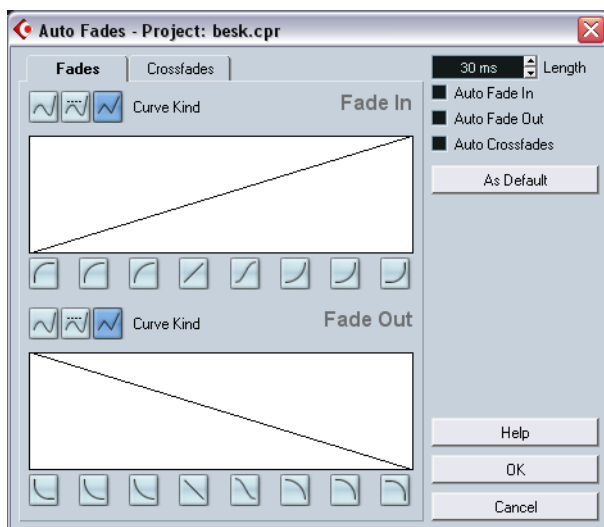 Auto Fades - Project: besk.cpr
Fades
Crossfades
Curve Kind
Fade In
Curve Kind
Fade Out
30 ms
Length
Auto Fade In
Auto Fade Out
Auto Crossfades
As Default
Help
OK
Cancel